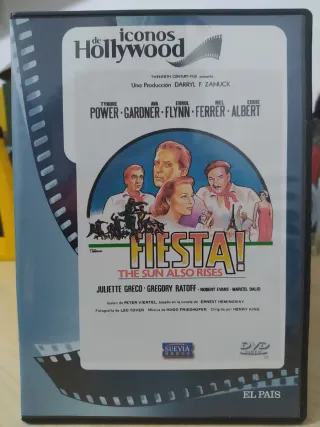 iconos
de
Hollywood
TWENTIETH CENTURY-FOX presenta
Una Producción DARRYL F. ZANUCK
TYRONE AVA ERROL MEL EDDIE
POWER · GARDNER · FLYNN · FERRER · ALBERT
FIESTA!
THE SUN ALSO RISES
JULIETTE GRECO · GREGORY RATOFF · ROBERT EVANS · MARCEL DALIO
Guion de PETER VIERTEL, basado en la novela de ERNEST HEMINGWAY
Fotografía de LEO TOVER Música de HUGO FRIEDHOFER Dirigida por HENRY KING
SUEVIA
DVD
EL PAIS